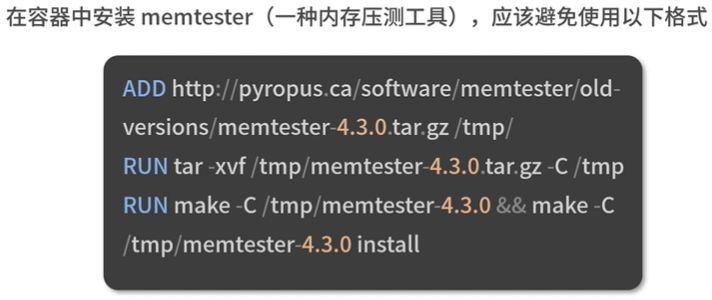 在容器中安装 memtester（一种内存压测工具），应该避免使用以下格式
ADD http://pyropus.ca/software/memtester/old-
versions/memtester-4.3.0.tar.gz /tmp/
RUN tar -xvf /tmp/memtester-4.3.0.tar.gz -C /tmp
RUN make -C /tmp/memtester-4.3.0 && make -C
/tmp/memtester-4.3.0 install